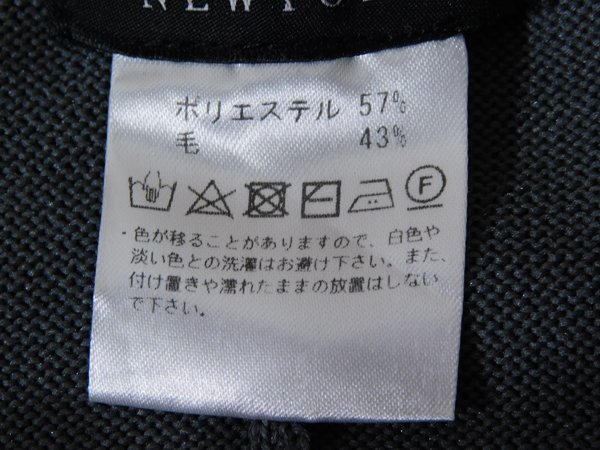 NEWYO
ポリエステル 57%
毛 43%
F
・色が移ることがありますので、白色や
淡い色との洗濯はお避け下さい。また、
付け置きや濡れたままの放置はしない
で下さい。